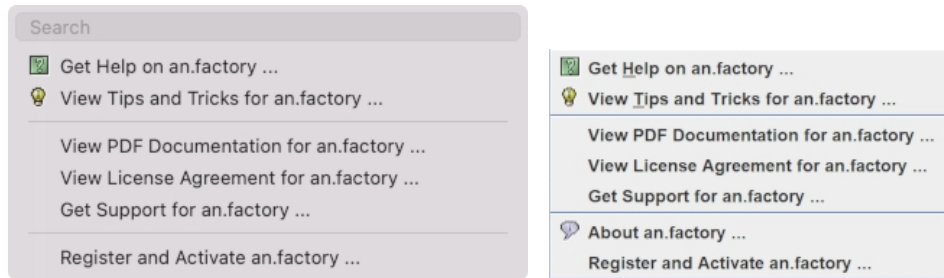 Search
Get Help on an.factory ...
View Tips and Tricks for an.factory ...
View PDF Documentation for an.factory ...
View License Agreement for an.factory ...
Get Support for an.factory ...
Register and Activate an.factory ...
Get Help on an.factory ...
View Tips and Tricks for an.factory ...
View PDF Documentation for an.factory ...
View License Agreement for an.factory ...
Get Support for an.factory ...
About an.factory ...
Register and Activate an.factory ...